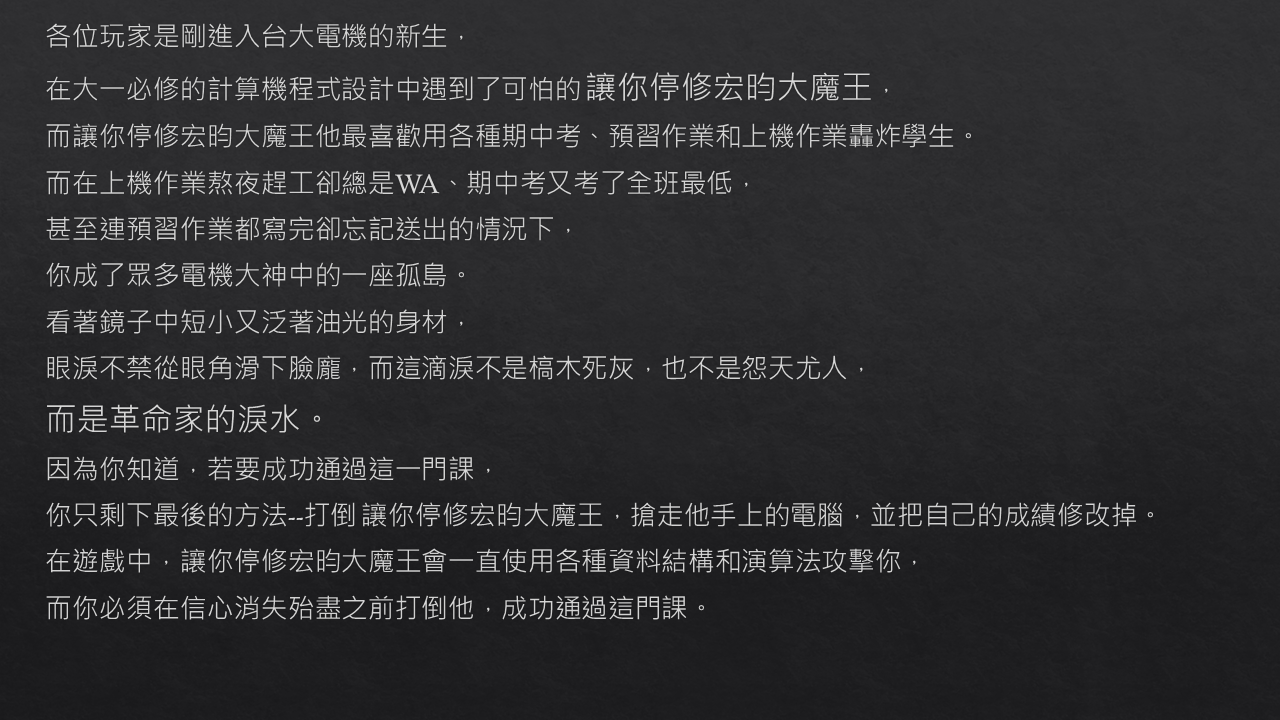 各位玩家是剛進入台大電機的新生，
在大一必修的計算機程式設計中遇到了可怕的讓你停修宏昀大魔王，
而讓你停修宏昀大魔王他最喜歡用各種期中考、預習作業和上機作業轟炸學生。
而在上機作業熬夜趕工卻總是WA、期中考又考了全班最低，
甚至連預習作業都寫完卻忘記送出的情況下，
你成了眾多電機大神中的一座孤島。
看著鏡子中短小又泛著油光的身材，
眼淚不禁從眼角滑下臉龐，而這滴淚不是槁木死灰，也不是怨天尤人，
而是革命家的淚水。
因為你知道，若要成功通過這一門課，
你只剩下最後的方法--打倒 讓你停修宏昀大魔王，搶走他手上的電腦，並把自己的成績修改掉。
在遊戲中，讓你停修宏昀大魔王會一直使用各種資料結構和演算法攻擊你，
而你必須在信心消失殆盡之前打倒他，成功通過這門課。